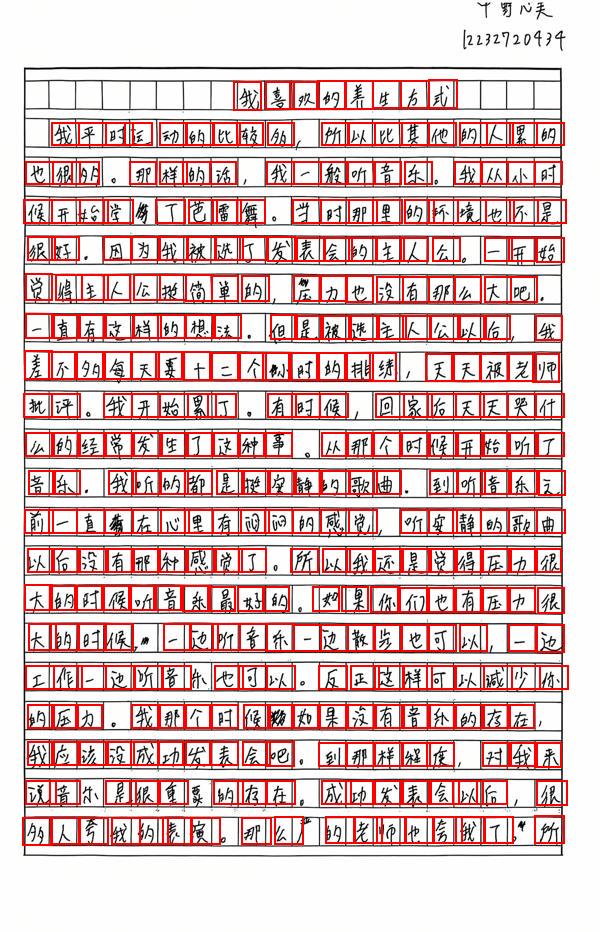 中野心美
12232720434
我喜欢的养生方式
我平时运动的比较多，所以比其他的人累的
也很多。那样的话，我一般听音乐。我从小时
候开始学了芭雷舞。当时那里的环境也不是
很好。因为我被选了发表会的主人公。一开始
觉得主人公挺简单的，压力也没有那么大吧。
一直有这样的想法。但是被选主人公以后，我
差不多每天要十二个小时的排练，天天被老师
批评。我开始累了。有时候，回家后天天哭什
么的经常发生了这种事。从那个时候开始听了
音乐。我听的都是挺安静的歌曲。到听音乐之
前一直在心里有闷闷的感觉，听安静的歌曲
以后没有那种感觉了。所以我还是觉得压力很
大的时候听音乐最好的。如果你们也有压力很
大的时候，一边听音乐一边散步也可以，一边
工作一边听音乐也可以。反正这样可以减少你
的压力。我那个时候如果没有音乐的存在，
我应该没成功发表会吧。到那样程度，对我来
说音乐是很重要的存在。成功发表会以后，很
多人夸我的表演。那么严的老师也夸我了。所